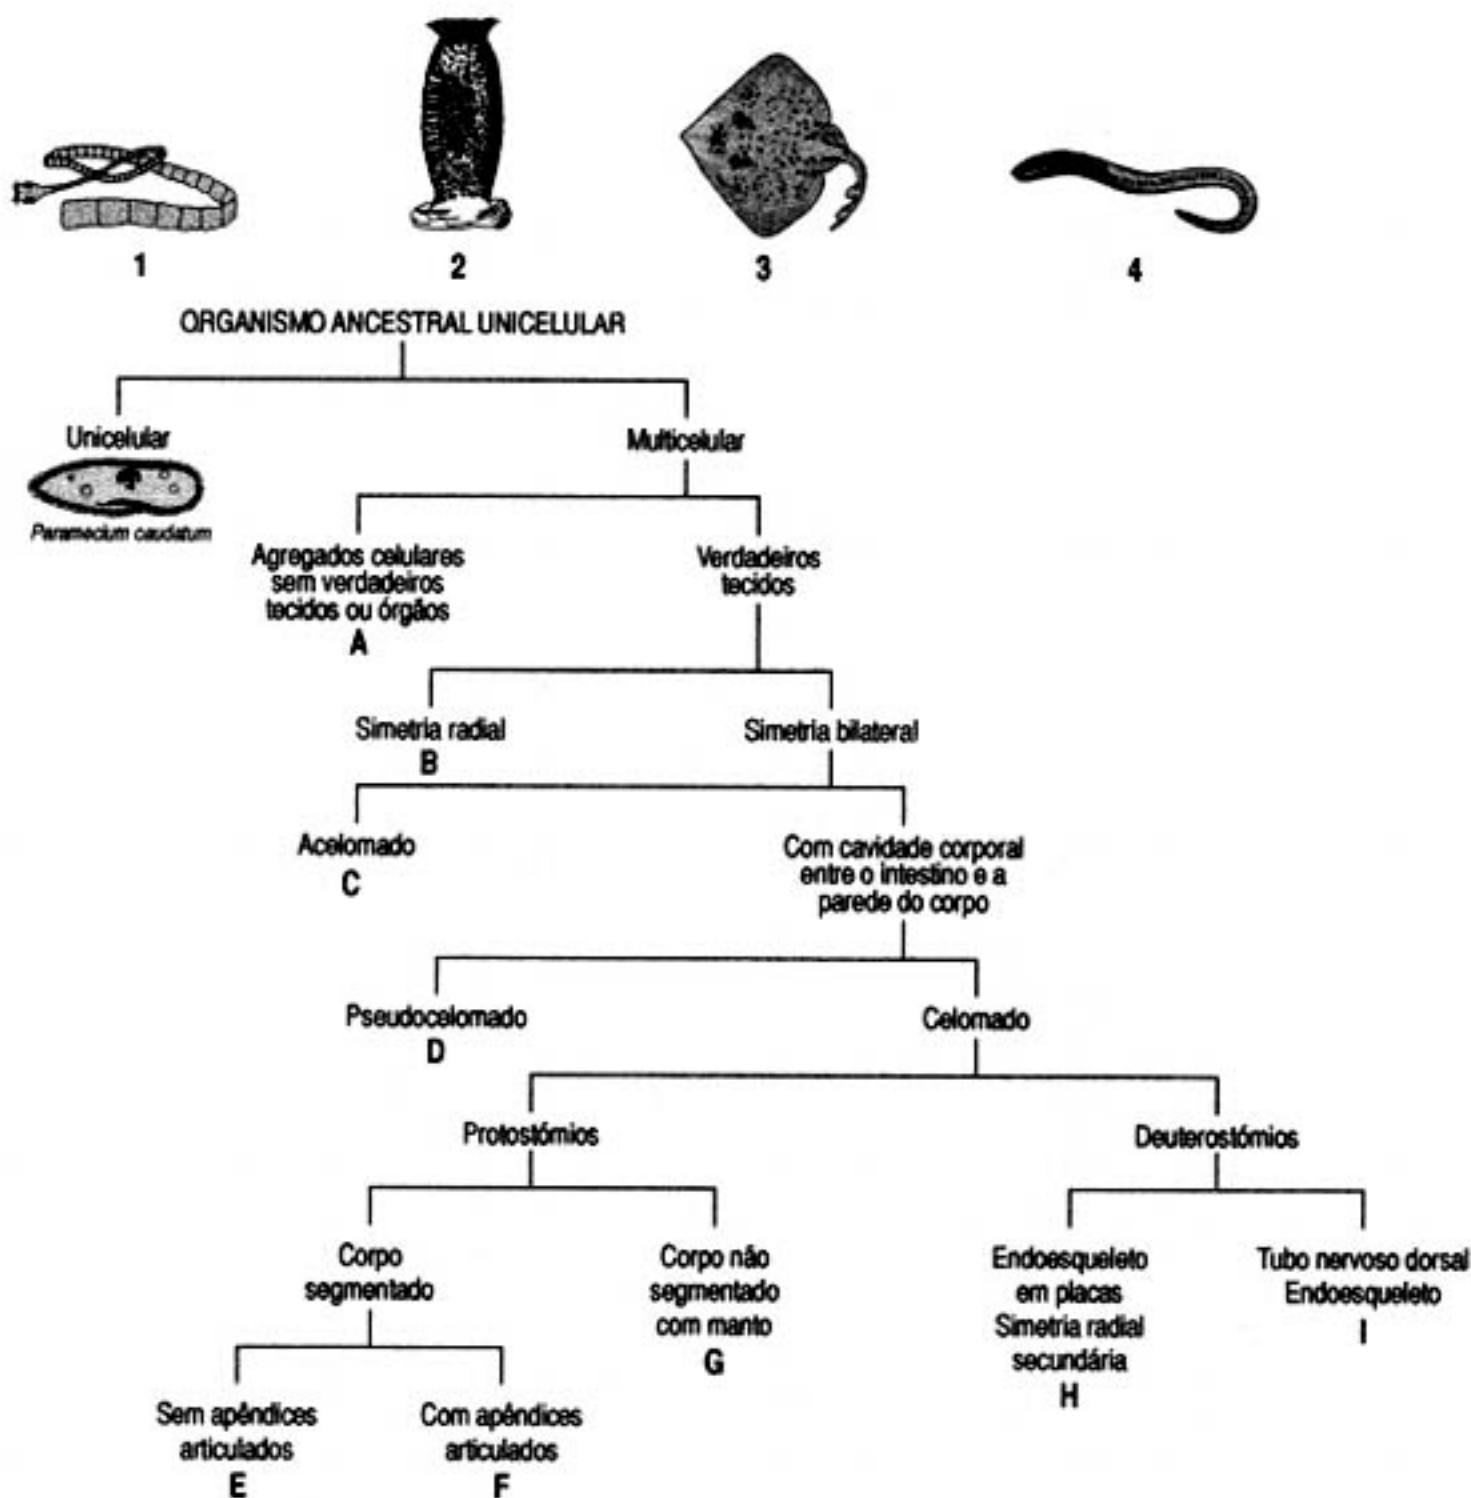 1
2
3
4
ORGANISMO ANCESTRAL UNICELULAR
Unicelular
Multicelular
Paramecium caudatum
Agregados celulares
sem verdadeiros
tecidos ou órgãos
A
Verdadeiros
tecidos
Simetria radial
B
Simetria bilateral
Acelomado
C
Com cavidade corporal
entre o intestino e a
parede do corpo
Pseudocelomado
D
Celomado
Protostómios
Deuterostómios
Corpo
segmentado
Corpo não
segmentado
com manto
G
Endoesqueleto
em placas
Simetria radial
secundária
H
Tubo nervoso dorsal
Endoesqueleto
I
Sem apêndices
articulados
E
Com apêndices
articulados
F